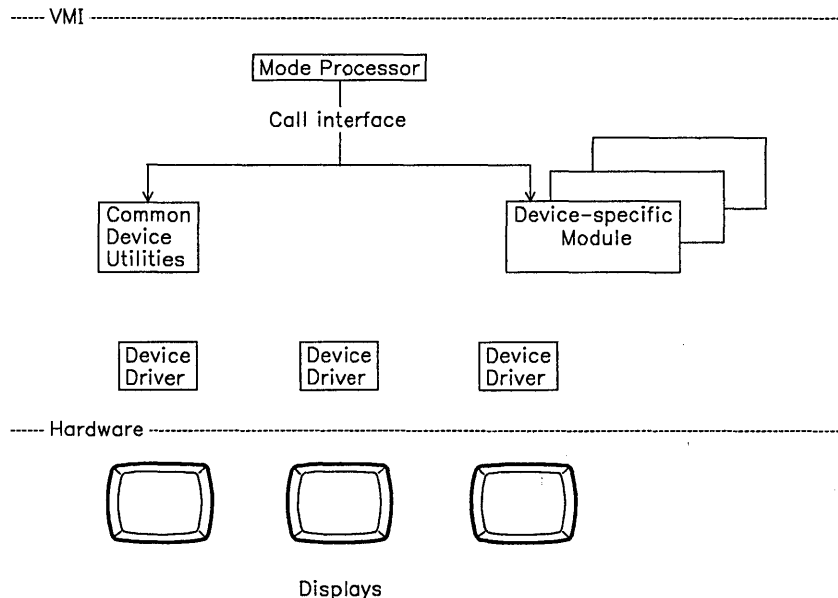 VMI
Mode Processor
Call interface
Common
Device
Utilities
Device-specific
Module
Device
Driver
Device
Driver
Device
Driver
Hardware
Displays